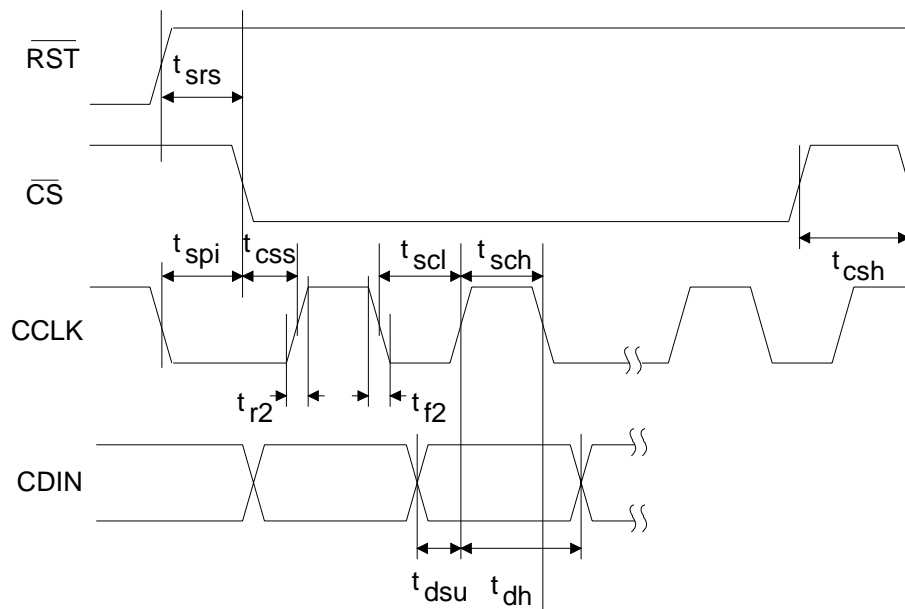 RST
t srs
CS
t spi
t css
t scl
t sch
t csh
CCLK
t r2
t f2
CDIN
t dsu
t dh